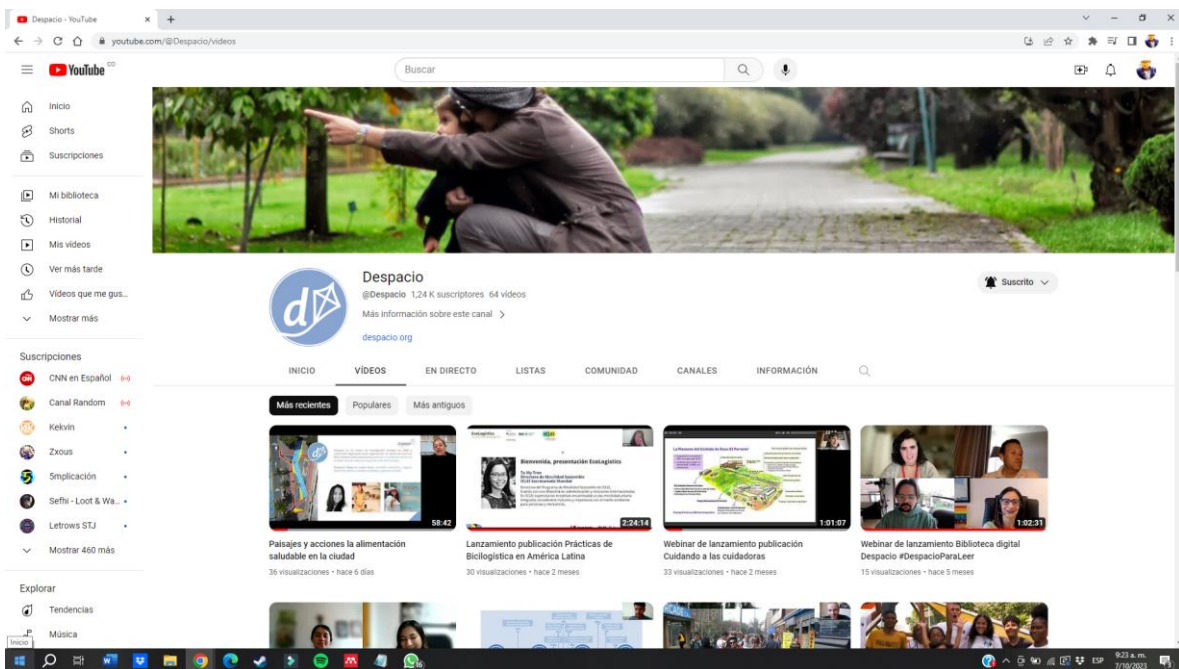 Despacio - YouTube
youtube.com/@Despacio/videos
YouTube CO
Buscar
Inicio
Shorts
Suscripciones
Mi biblioteca
Historial
Mis vídeos
Ver más tarde
Vídeos que me gus...
Mostrar más
Suscripciones
CNN en Español
Canal Random
Kekvin
Zxous
5mplicación
Sefhi - Loot & Wa...
Letrows STJ
Mostrar 460 más
Explorar
Tendencias
Música
Inicio
Despacio
@Despacio 1,24 K suscriptores 64 vídeos
Más información sobre este canal
despacio.org
Suscrito
INICIO VÍDEOS EN DIRECTO LISTAS COMUNIDAD CANALES INFORMACIÓN
Más recientes Populares Más antiguos
58:42
Paisajes y acciones la alimentación
saludable en la ciudad
36 visualizaciones • hace 6 días
Bienvenida, presentación EcoLogistics
2:24:14
Lanzamiento publicación Prácticas de
Bicilogística en América Latina
30 visualizaciones • hace 2 meses
1:01:07
Webinar de lanzamiento publicación
Cuidando a las cuidadoras
33 visualizaciones • hace 2 meses
1:02:31
Webinar de lanzamiento Biblioteca digital
Despacio #DespacioParaLeer
15 visualizaciones • hace 5 meses
ESP
9:23 a. m.
7/10/2023